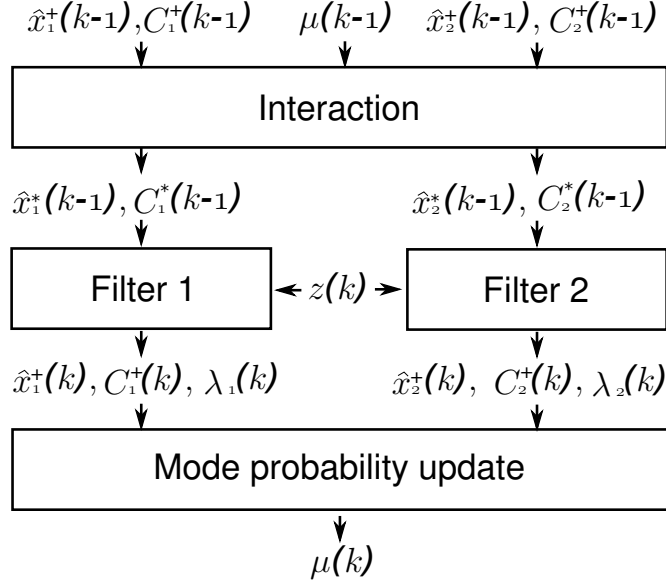 x̂₁⁺(k-1), C₁⁺(k-1) μ(k-1) x̂₂⁺(k-1), C₂⁺(k-1)
Interaction
x̂₁*(k-1), C₁*(k-1) x̂₂*(k-1), C₂*(k-1)
Filter 1 z(k) Filter 2
x̂₁⁺(k), C₁⁺(k), λ₁(k) x̂₂⁺(k), C₂⁺(k), λ₂(k)
Mode probability update
μ(k)